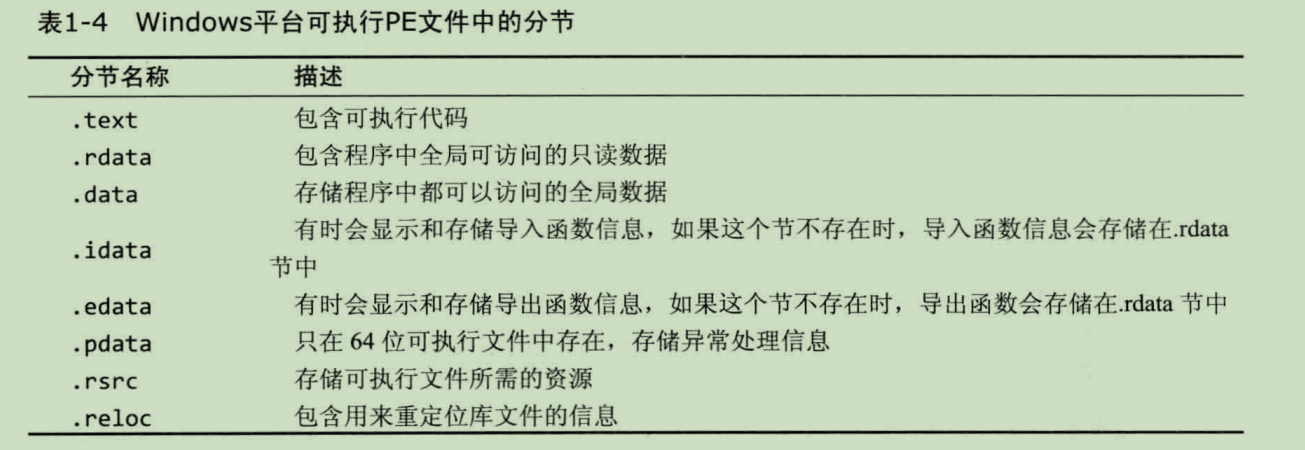 表1-4 Windows平台可执行PE文件中的分节
分节名称 描述
.text 包含可执行代码
.rdata 包含程序中全局可访问的只读数据
.data 存储程序中都可以访问的全局数据
.idata 有时会显示和存储导入函数信息，如果这个节不存在时，导入函数信息会存储在.rdata
节中
.edata 有时会显示和存储导出函数信息，如果这个节不存在时，导出函数会存储在.rdata 节中
.pdata 只在 64 位可执行文件中存在，存储异常处理信息
.rsrc 存储可执行文件所需的资源
.reloc 包含用来重定位库文件的信息